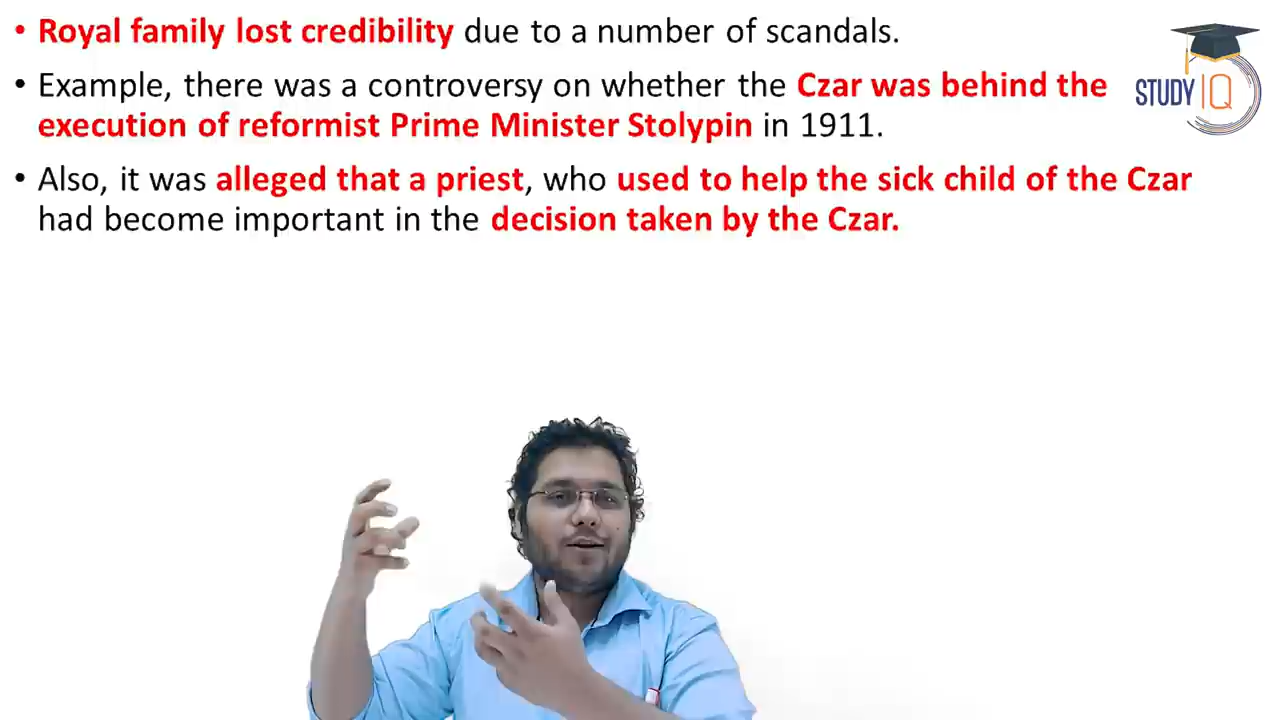 • Royal family lost credibility due to a number of scandals.
• Example, there was a controversy on whether the Czar was behind the
execution of reformist Prime Minister Stolypin in 1911.
• Also, it was alleged that a priest, who used to help the sick child of the Czar
had become important in the decision taken by the Czar.
STUDY IQ